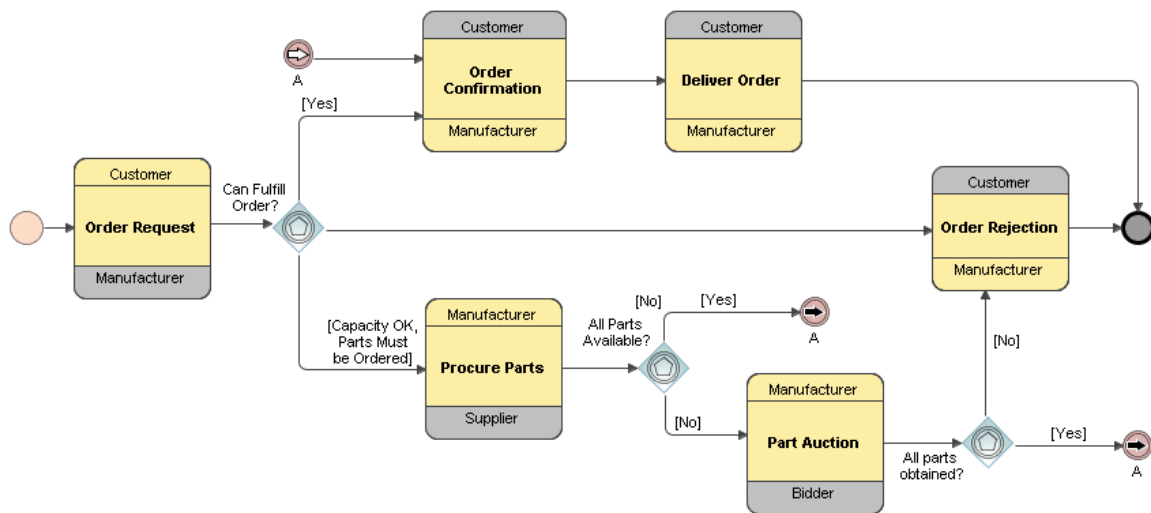 Customer
Order
Confirmation
Manufacturer
Customer
Deliver Order
Manufacturer
A
[Yes]
Customer
Order Request
Manufacturer
Can Fulfill
Order?
Customer
Order Rejection
Manufacturer
[Capacity OK,
Parts Must
be Ordered]
Manufacturer
Procure Parts
Supplier
All Parts
Available?
[No]
[Yes]
A
[No]
Manufacturer
Part Auction
Bidder
All parts
obtained?
[No]
[Yes]
A